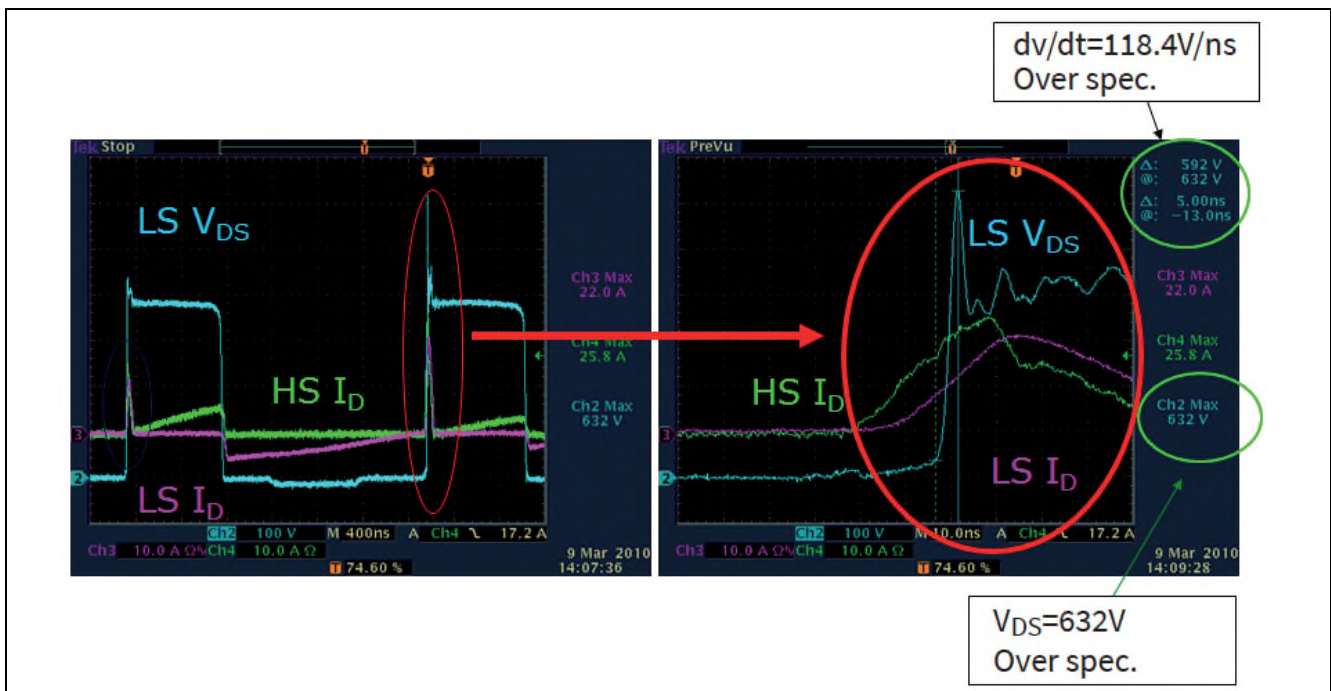 dv/dt=118.4V/ns
Over spec.
Tek Stop
T
T
LS VDS
HS ID
LS ID
3
2
Ch3 Max
22.0 A
Ch4 Max
25.8 A
Ch2 Max
632 V
Ch2 100 V M 400ns A Ch4 17.2 A
Ch3 10.0 A Ω Ch4 10.0 A Ω
9 Mar 2010
14:07:36
T 74.60 %
Tek PreVu
T
T
Δ: 592 V
@: 632 V
Δ: 5.00ns
@: −13.0ns
LS VDS
HS ID
LS ID
3
2
Ch3 Max
22.0 A
Ch4 Max
25.8 A
Ch2 Max
632 V
Ch2 100 V M 10.0ns A Ch4 17.2 A
Ch3 10.0 A Ω Ch4 10.0 A Ω
9 Mar 2010
14:09:28
T 74.60 %
VDS=632V
Over spec.